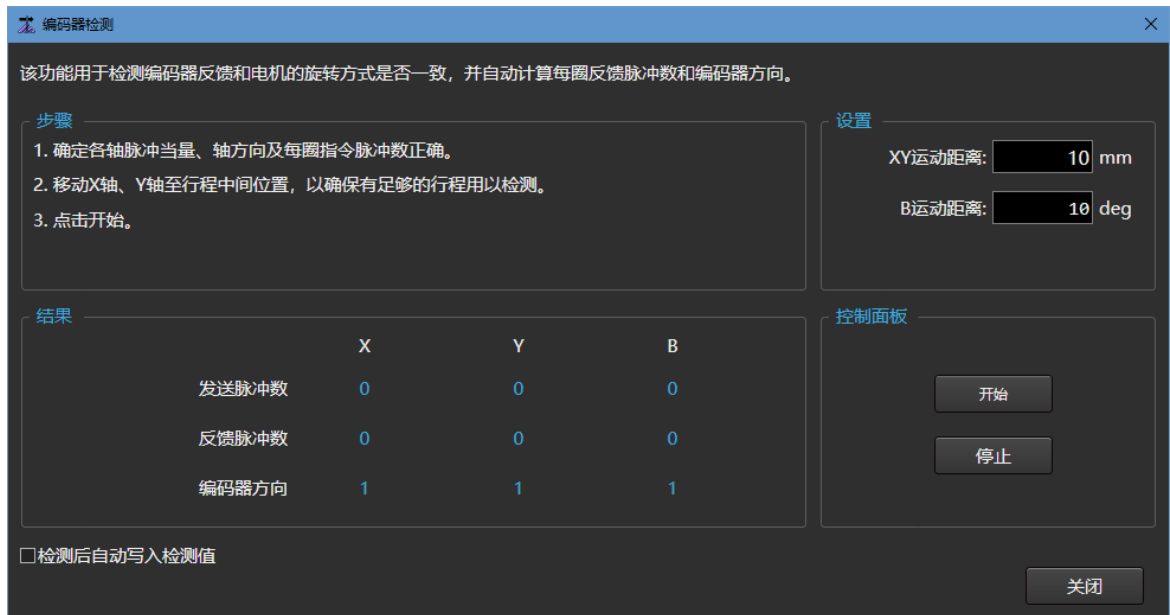 编码器检测
该功能用于检测编码器反馈和电机的旋转方式是否一致，并自动计算每圈反馈脉冲数和编码器方向。
步骤
1. 确定各轴脉冲当量、轴方向及每圈指令脉冲数正确。
2. 移动X轴、Y轴至行程中间位置，以确保有足够的行程用以检测。
3. 点击开始。
设置
XY运动距离: 10 mm
B运动距离: 10 deg
结果
X Y B
发送脉冲数 0 0 0
反馈脉冲数 0 0 0
编码器方向 1 1 1
控制面板
开始
停止
检测后自动写入检测值
关闭